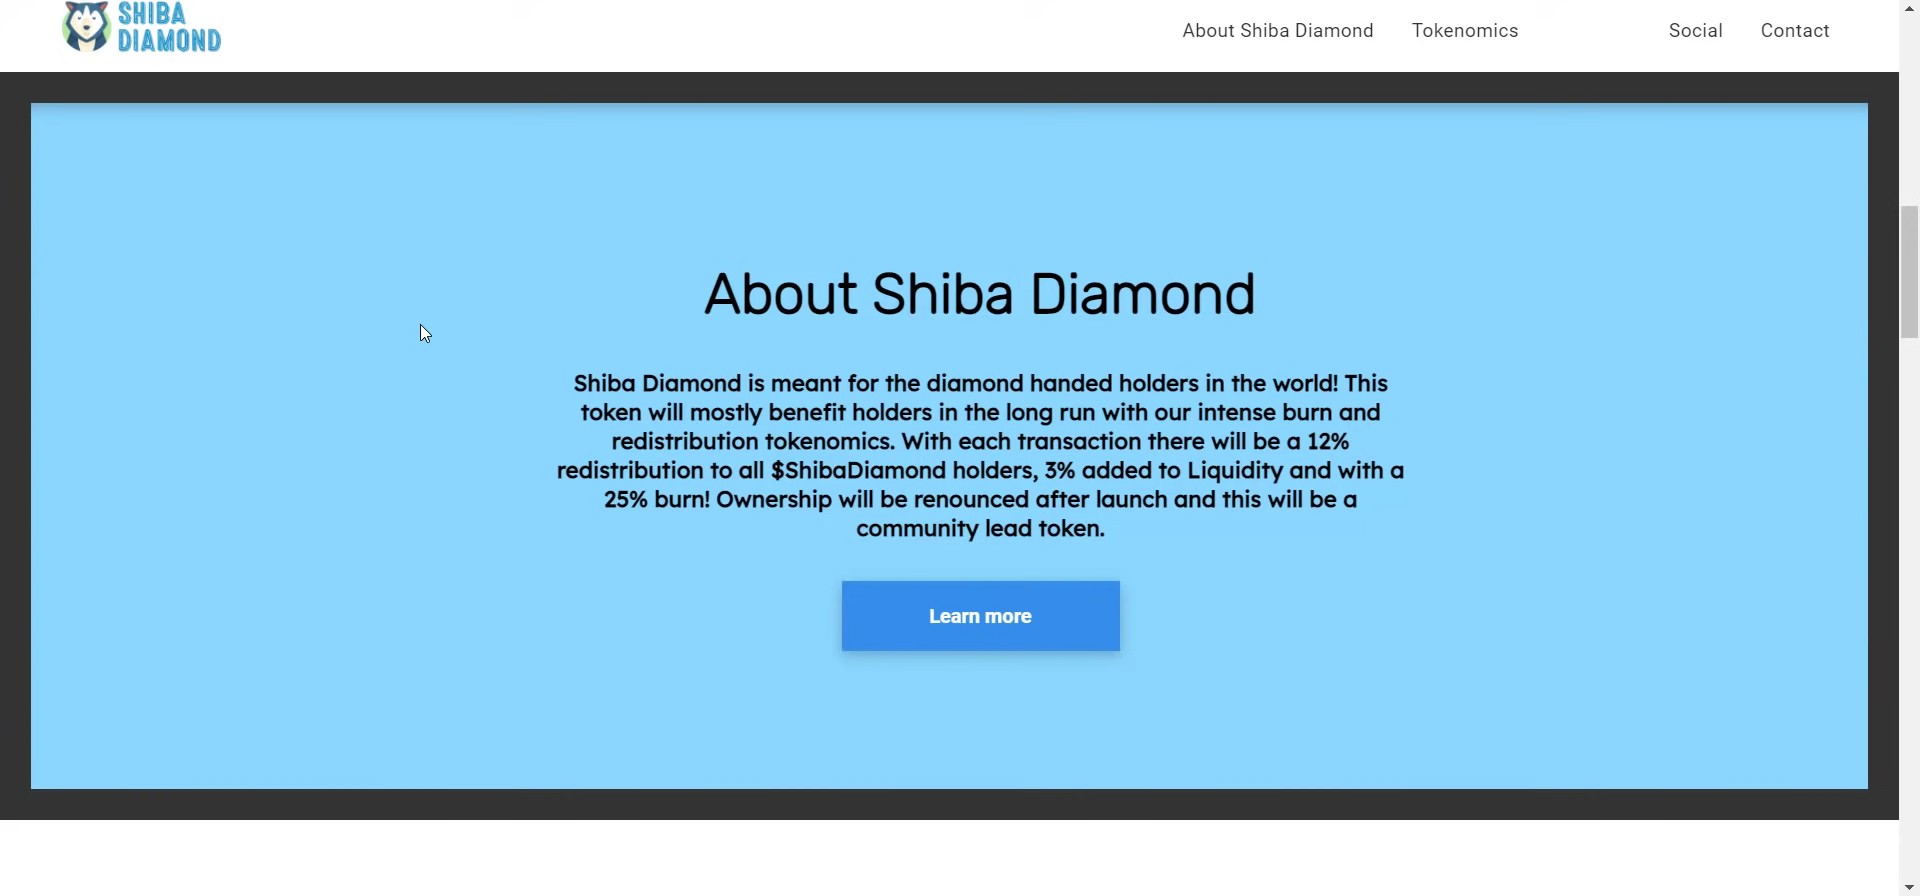 SHIBA
DIAMOND
About Shiba Diamond
Tokenomics
Social
Contact
About Shiba Diamond
Shiba Diamond is meant for the diamond handed holders in the world! This
token will mostly benefit holders in the long run with our intense burn and
redistribution tokenomics. With each transaction there will be a 12%
redistribution to all $ShibaDiamond holders, 3% added to Liquidity and with a
25% burn! Ownership will be renounced after launch and this will be a
community lead token.
Learn more